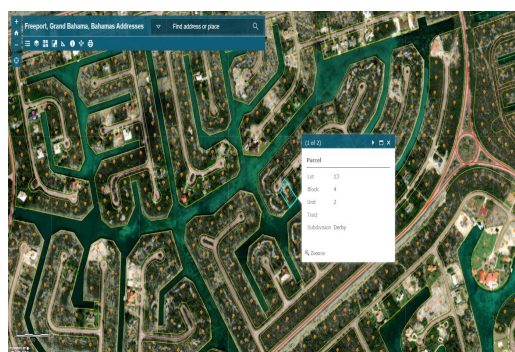 Freeport, Grand Bahama, Bahamas Addresses
Find address or place
(1 of 2)
Parcel
Lot 13
Block 4
Unit 2
Tract
Subdivision Derby
Zoom to